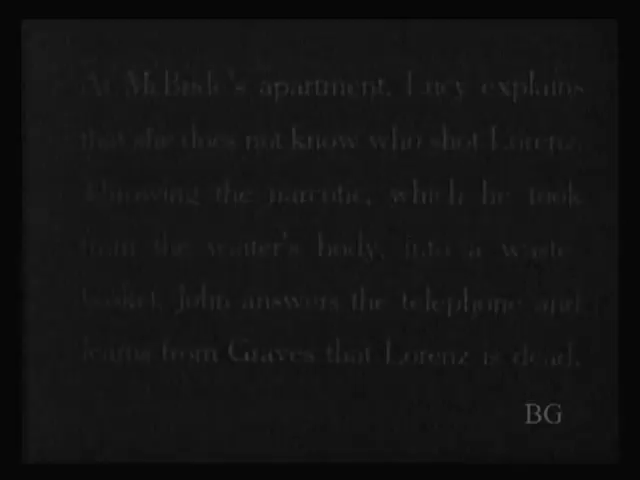 At McBride's apartment, Lucy explains
that she does not know who shot Lorenz.
Throwing the narcotic, which he took
from the waiter's body, into a waste-
basket, John answers the telephone and
learns from Graves that Lorenz is dead.
BG